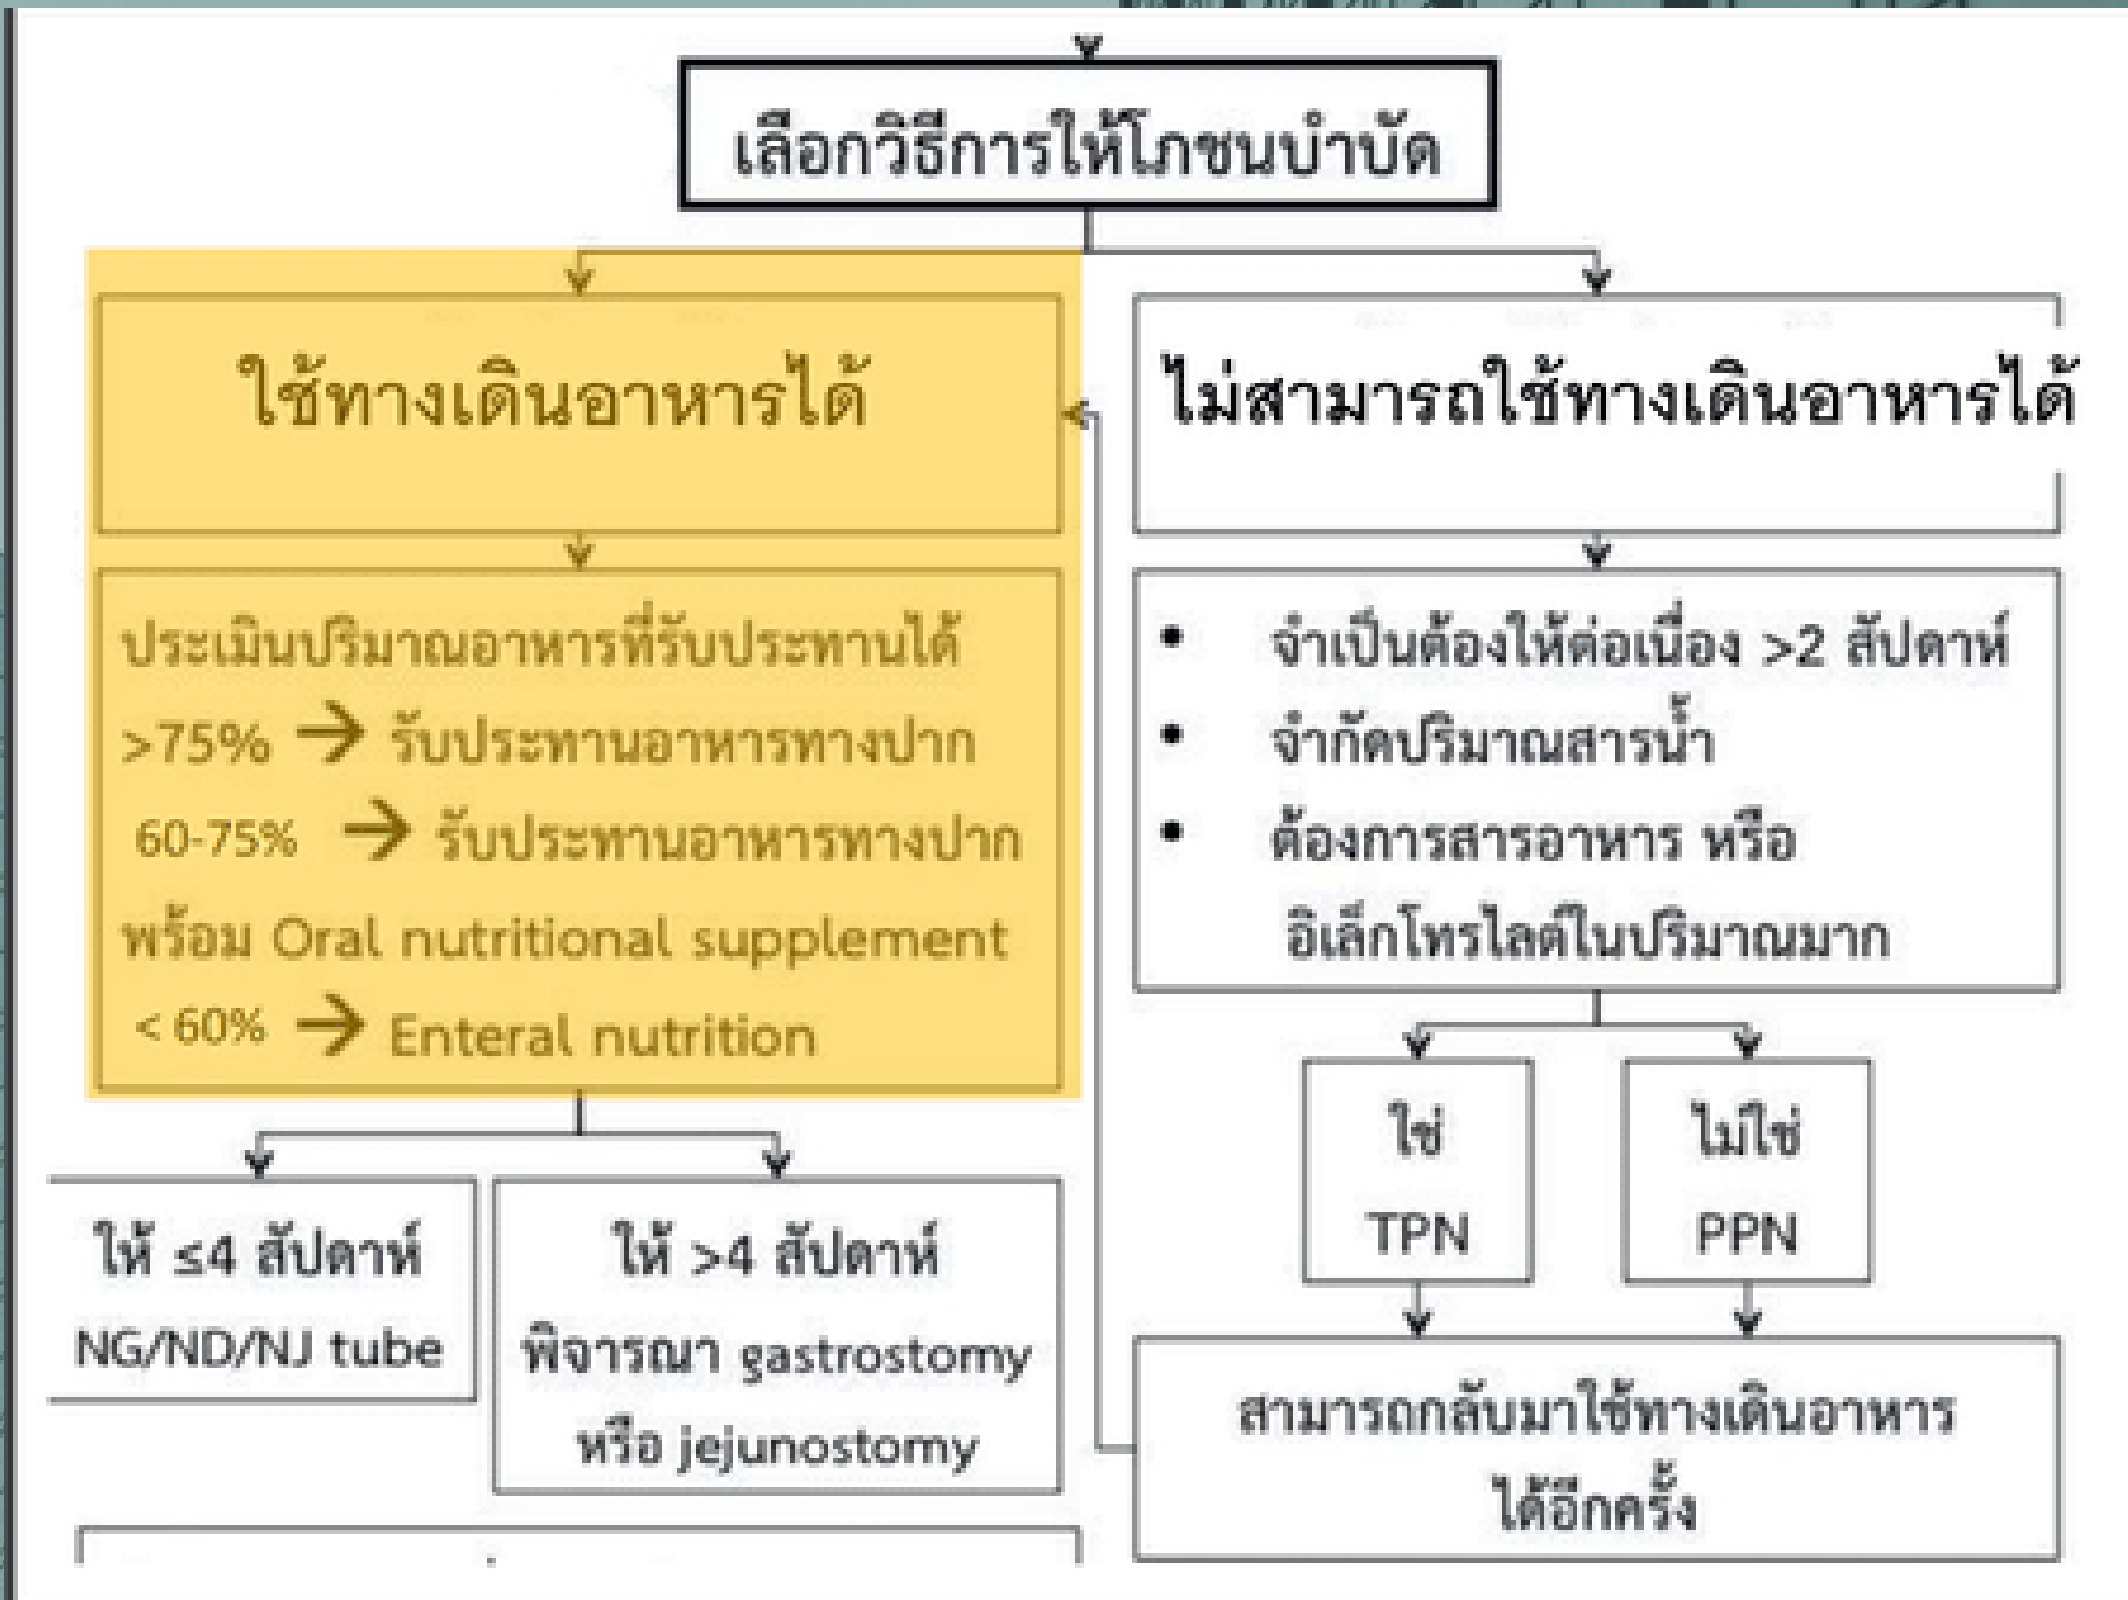 เลือกวิธีการให้โภชนบำบัด
ใช้ทางเดินอาหารได้
ไม่สามารถใช้ทางเดินอาหารได้
ประเมินปริมาณอาหารที่รับประทานได้
>75% → รับประทานอาหารทางปาก
60-75% → รับประทานอาหารทางปาก
พร้อม Oral nutritional supplement
< 60% → Enteral nutrition
• จำเป็นต้องให้ต่อเนื่อง >2 สัปดาห์
• จำกัดปริมาณสารน้ำ
• ต้องการสารอาหาร หรือ
อิเล็กโทรไลต์ในปริมาณมาก
ให้ ≤4 สัปดาห์
NG/ND/NJ tube
ให้ >4 สัปดาห์
พิจารณา gastrostomy
หรือ jejunostomy
ใช่
TPN
ไม่ใช่
PPN
สามารถกลับมาใช้ทางเดินอาหาร
ได้อีกครั้ง